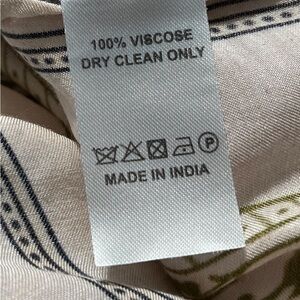 100% VISCOSE
DRY CLEAN ONLY
P
MADE IN INDIA